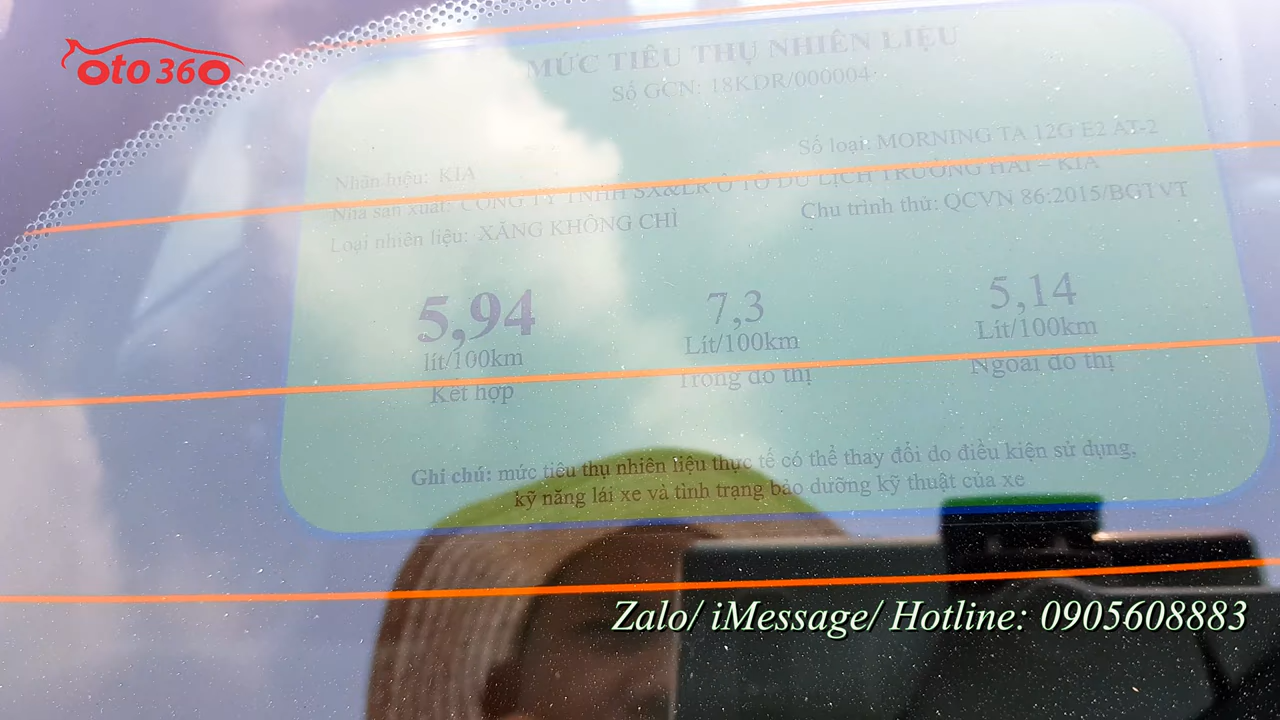 oto360
MỨC TIÊU THỤ NHIÊN LIỆU
Số GCN: 18KDR/000004
Nhãn hiệu: KIA
Số loại: MORNING TA 12G E2 AT-2
Nhà sản xuất: CÔNG TY TNHH SX&LR Ô TÔ DU LỊCH TRƯỜNG HẢI – KIA
Loại nhiên liệu: XĂNG KHÔNG CHÌ
Chu trình thử: QCVN 86:2015/BGTVT
5,94
lít/100km
Kết hợp
7,3
Lít/100km
Trong đô thị
5,14
Lít/100km
Ngoài đô thị
Ghi chú: mức tiêu thụ nhiên liệu thực tế có thể thay đổi do điều kiện sử dụng,
kỹ năng lái xe và tình trạng bảo dưỡng kỹ thuật của xe
Zalo/ iMessage/ Hotline: 0905608883